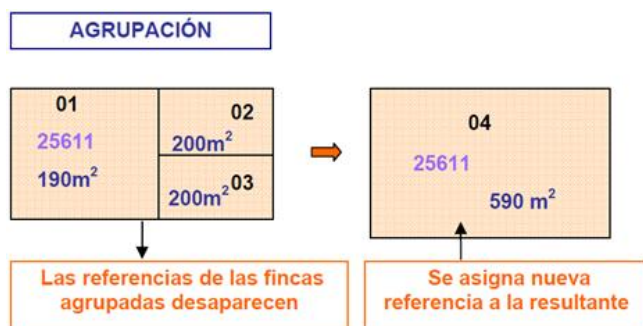 AGRUPACIÓN
01
25611
190m²
02
200m²
03
200m²
04
25611
590 m²
Las referencias de las fincas
agrupadas desaparecen
Se asigna nueva
referencia a la resultante